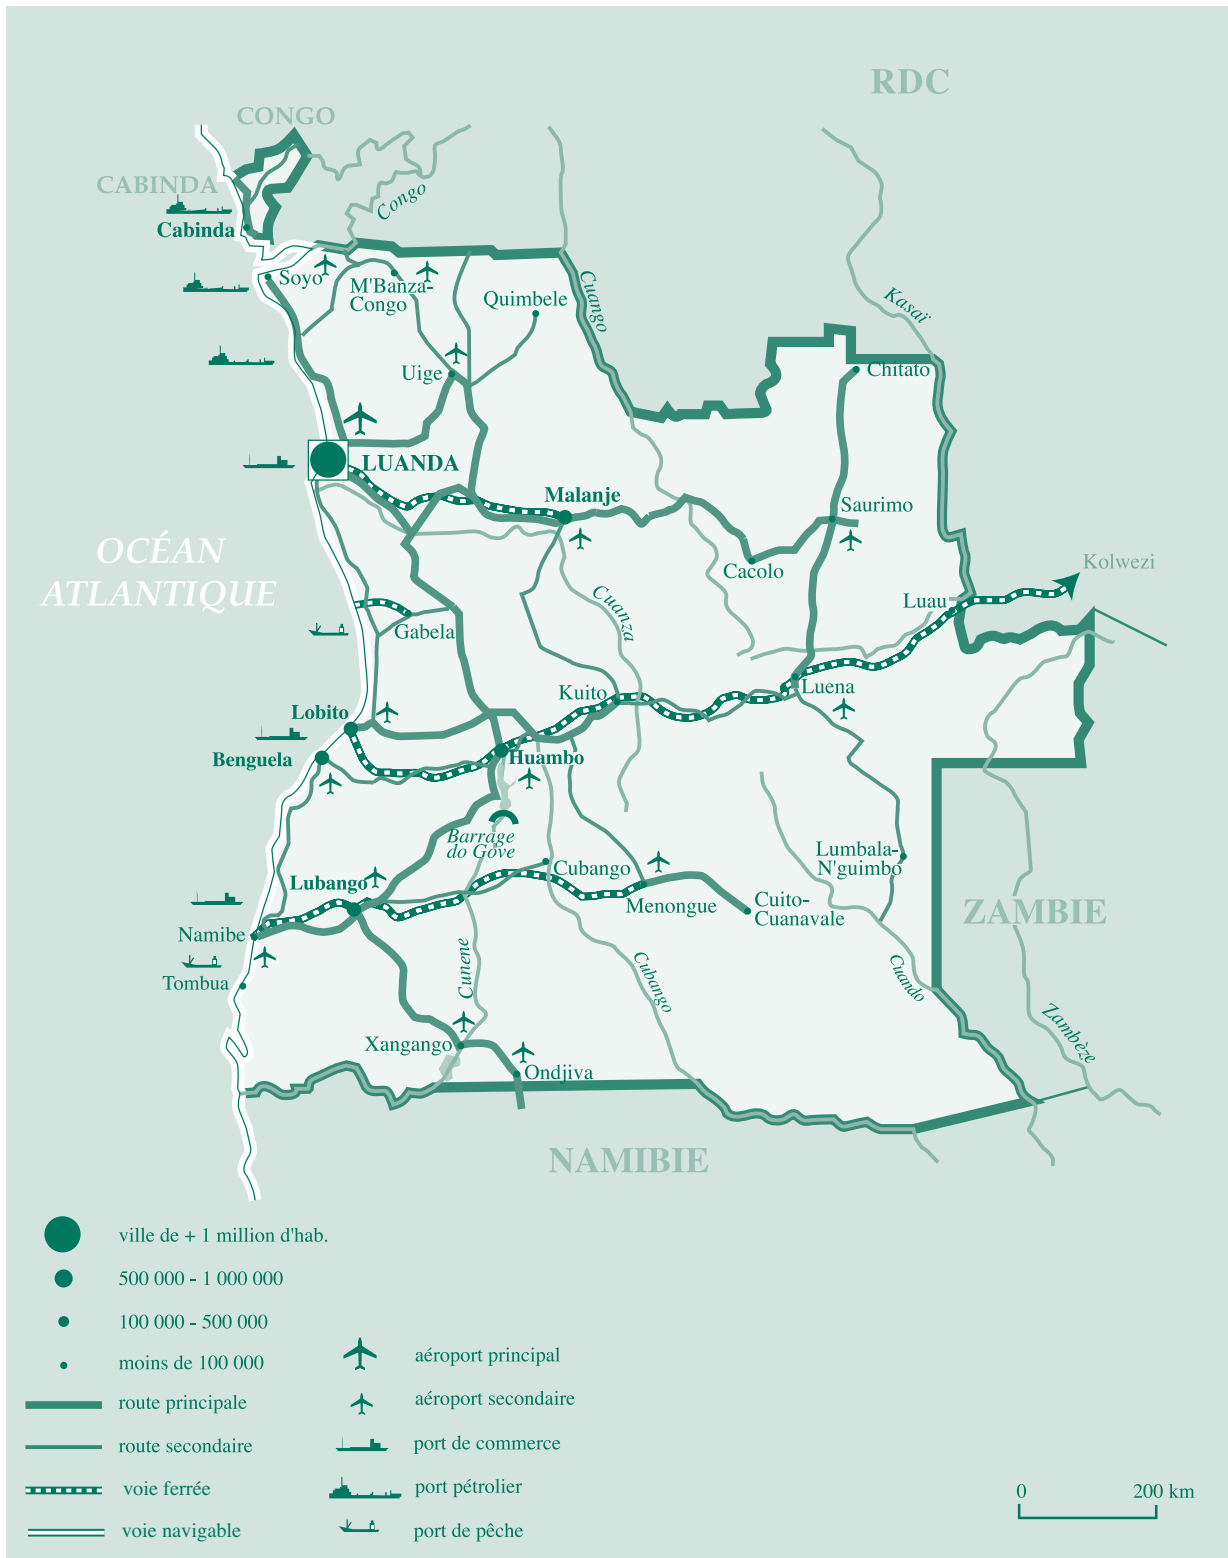 RDC
CONGO
CABINDA
Congo
Cabinda
Soyo
M'Banza-
Congo
Quimbele
Cuango
Kasaï
Uige
Chitato
LUANDA
Malanje
Saurimo
OCÉAN
ATLANTIQUE
Cacolo
Kolwezi
Cuanza
Luau
Gabela
Kuito
Luena
Lobito
Benguela
Huambo
Barrage
do Gove
Lumbala-
N'guimbo
Cubango
Lubango
Menongue
Cuito-
Cuanavale
ZAMBIE
Namibe
Tombua
Cunene
Cubango
Cuando
Zambèze
Xangango
Ondjiva
NAMIBIE
ville de + 1 million d'hab.
500 000 - 1 000 000
100 000 - 500 000
moins de 100 000
route principale
route secondaire
voie ferrée
voie navigable
aéroport principal
aéroport secondaire
port de commerce
port pétrolier
port de pêche
0 200 km